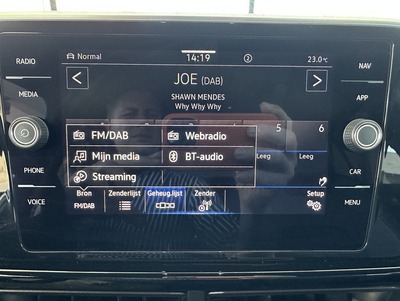 Normal 14:19 2 23.0°C
RADIO
NAV
JOE (DAB)
SHAWN MENDES
Why Why Why
MEDIA
APP
FM/DAB Webradio 5 6
Mijn media BT-audio Leeg Leeg
Streaming
PHONE
CAR
Bron Zenderlijst Geheug.lijst Zender Setup
FM/DAB
VOICE
MENU